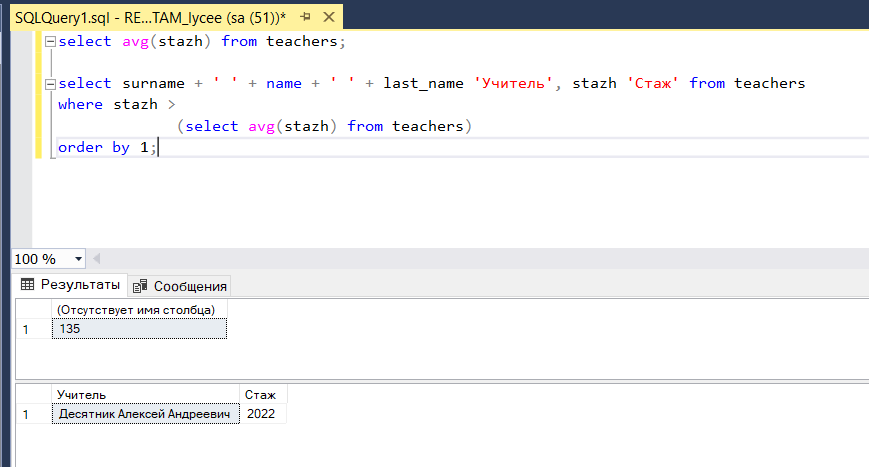 SQLQuery1.sql - RE...TAM_lycee (sa (51))*
select avg(stazh) from teachers;
select surname + ' ' + name + ' ' + last_name 'Учитель', stazh 'Стаж' from teachers
where stazh >
(select avg(stazh) from teachers)
order by 1;
100 %
Результаты Сообщения
(Отсутствует имя столбца)
1 135
Учитель Стаж
1 Десятник Алексей Андреевич 2022